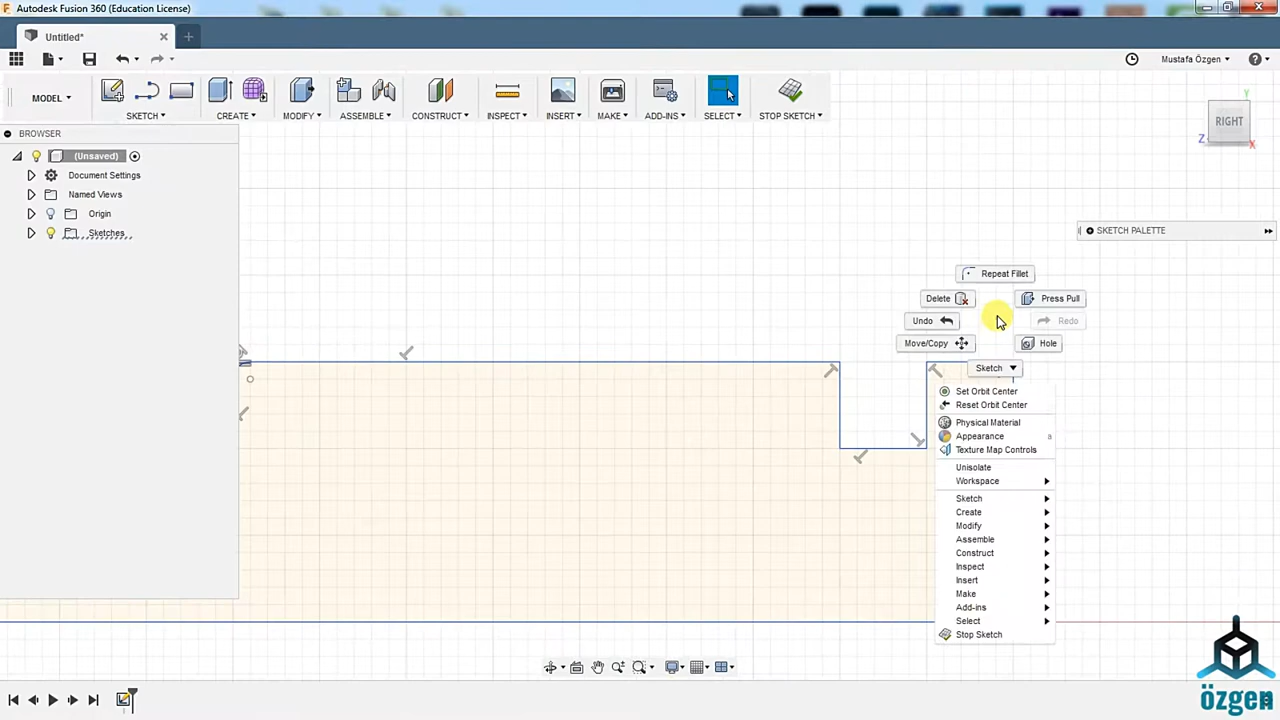 Autodesk Fusion 360 (Education License)
Untitled*
Mustafa Özgen
MODEL
SKETCH
CREATE
MODIFY
ASSEMBLE
CONSTRUCT
INSPECT
INSERT
MAKE
ADD-INS
SELECT
STOP SKETCH
RIGHT
Y
Z
X
BROWSER
(Unsaved)
Document Settings
Named Views
Origin
Sketches
SKETCH PALETTE
Repeat Fillet
Delete
Press Pull
Undo
Redo
Move/Copy
Hole
Sketch
Set Orbit Center
Reset Orbit Center
Physical Material
Appearance a
Texture Map Controls
Unisolate
Workspace
Sketch
Create
Modify
Assemble
Construct
Inspect
Insert
Make
Add-ins
Select
Stop Sketch
özgen